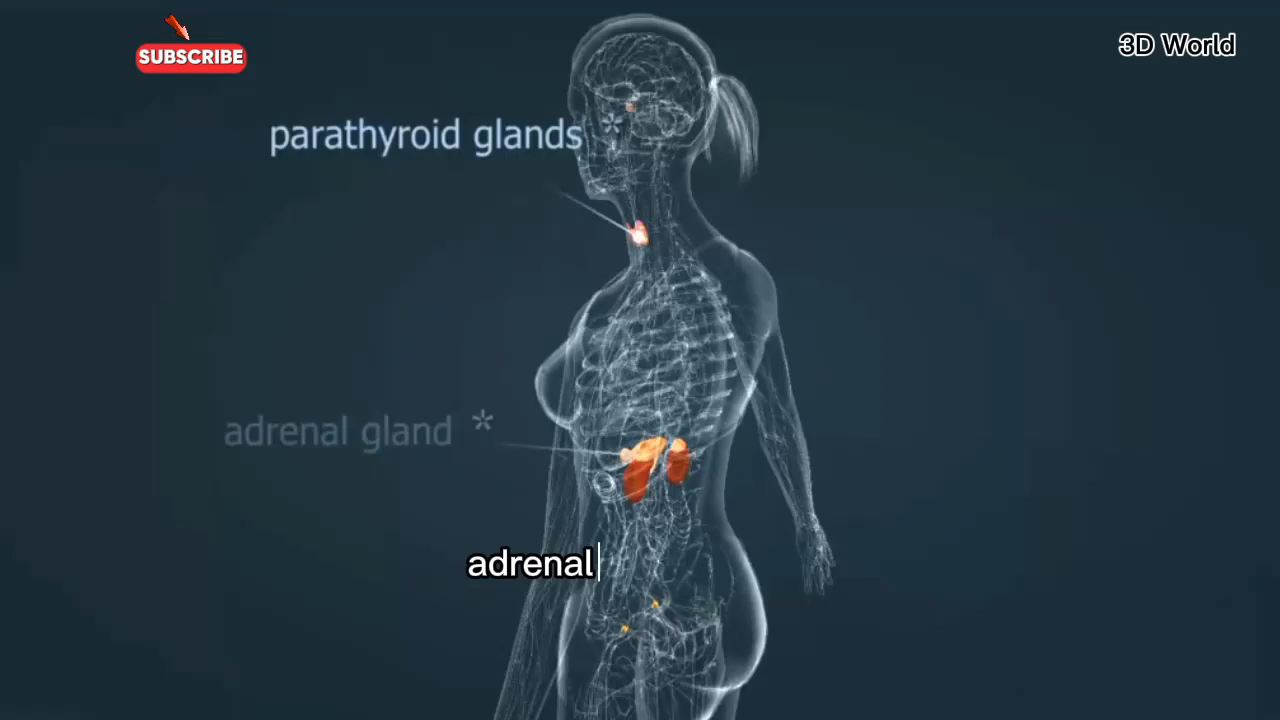 SUBSCRIBE
3D World
parathyroid glands *
adrenal gland *
adrenal